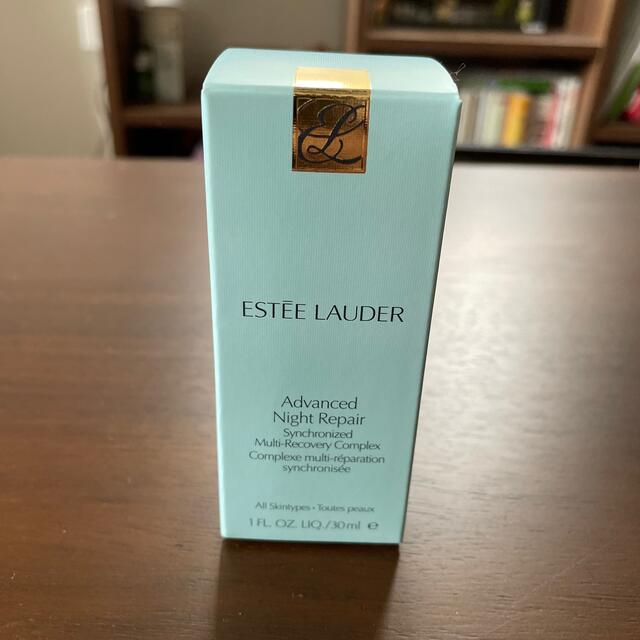 EL
ESTĒE LAUDER
Advanced
Night Repair
Synchronized
Multi-Recovery Complex
Complexe multi-réparation
synchronisée
All Skintypes • Toutes peaux
1 FL. OZ. LIQ./30ml ℮